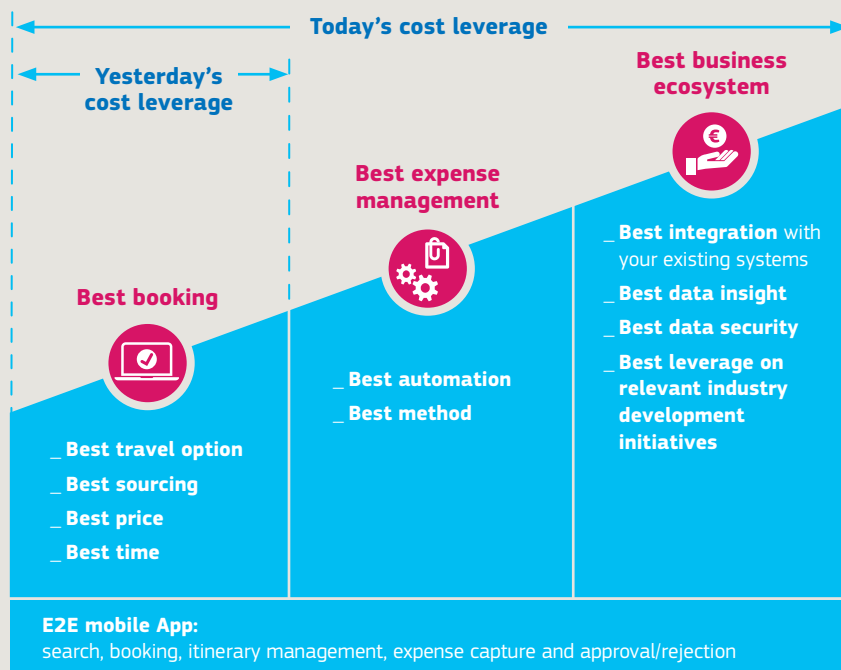 Today's cost leverage
Yesterday's
cost leverage
Best business
ecosystem
€
Best expense
management
U
Best booking
_ Best travel option
_ Best sourcing
_ Best price
_ Best time
_ Best automation
_ Best method
_ Best integration with
your existing systems
_ Best data insight
_ Best data security
_ Best leverage on
relevant industry
development
initiatives
E2E mobile App:
search, booking, itinerary management, expense capture and approval/rejection